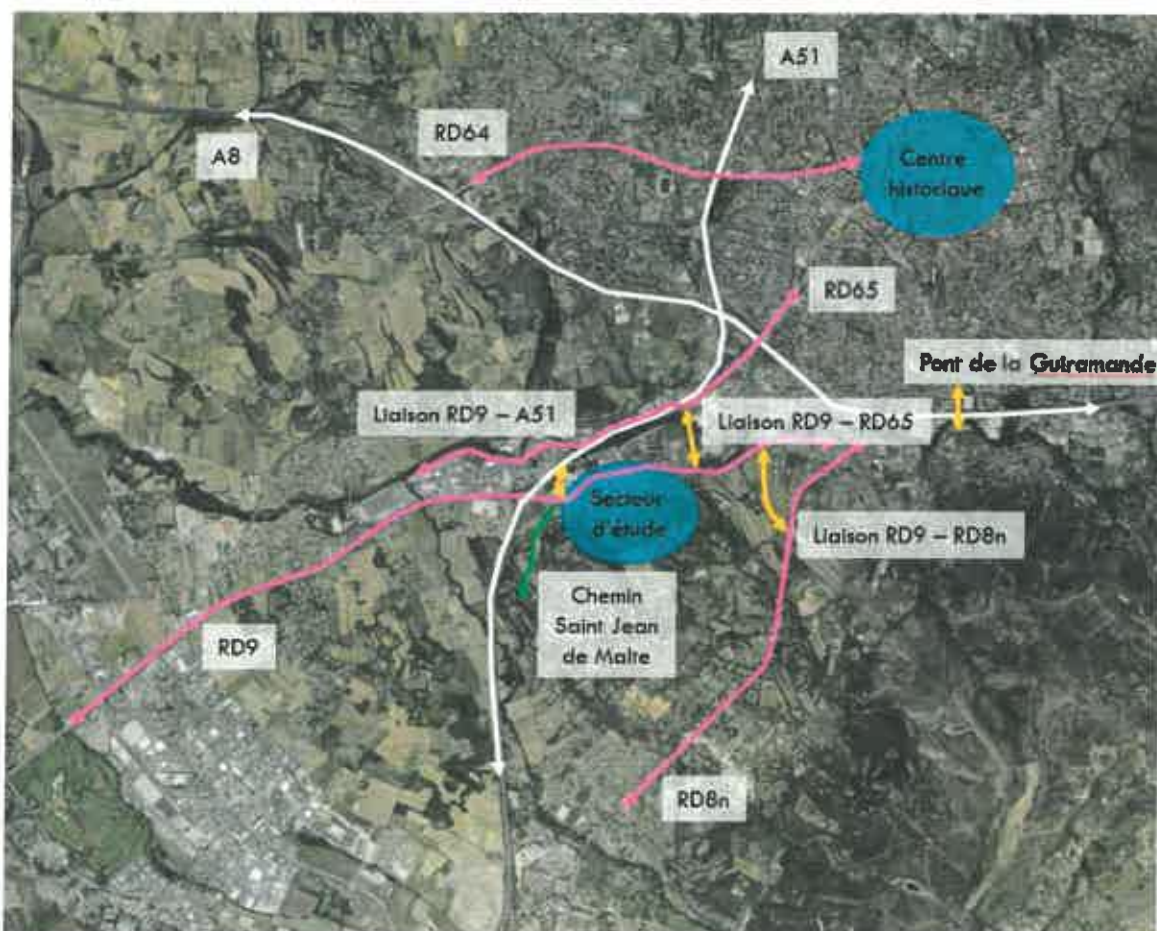 A51
RD64
A8
Centre
historique
RD65
Pont de la Guiramande
Liaison RD9 – A51
Liaison RD9 – RD65
Secteur
d'étude
Liaison RD9 – RD8n
Chemin
Saint Jean
de Malte
RD9
RD8n